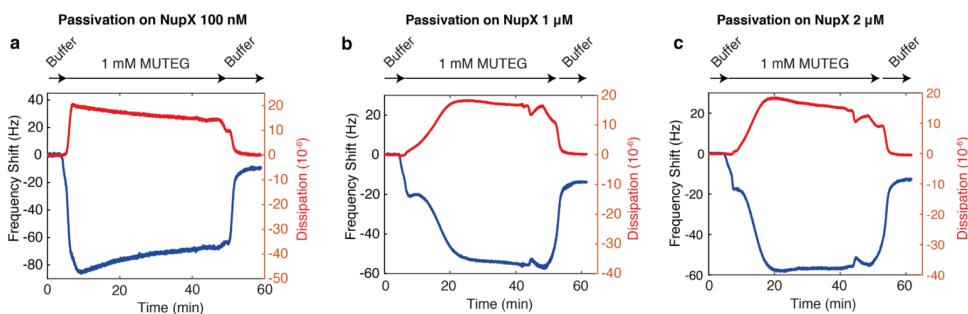 Passivation on NupX 100 nM
a
Buffer
1 mM MUTEG
Buffer
40
20
0
-20
-40
-60
-80
Frequency Shift (Hz)
20
10
0
-10
-20
-30
-40
-50
Dissipation (10-6)
0 20 40 60
Time (min)
Passivation on NupX 1 µM
b
Buffer
1 mM MUTEG
Buffer
20
0
-20
-40
-60
Frequency Shift (Hz)
20
10
0
-10
-20
-30
-40
Dissipation (10-6)
0 20 40 60
Time (min)
Passivation on NupX 2 µM
c
Buffer
1 mM MUTEG
Buffer
20
0
-20
-40
-60
Frequency Shift (Hz)
20
10
0
-10
-20
-30
-40
Dissipation (10-6)
0 20 40 60
Time (min)